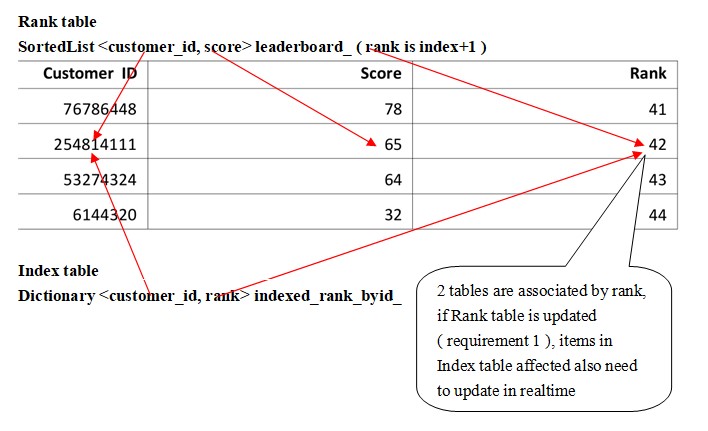 Rank table
SortedList <customer_id, score> leaderboard_ ( rank is index+1 )
Customer ID Score Rank
76786448 78 41
254814111 65 42
53274324 64 43
6144320 32 44
Index table
Dictionary <customer_id, rank> indexed_rank_byid_
2 tables are associated by rank,
if Rank table is updated
( requirement 1 ), items in
Index table affected also need
to update in realtime